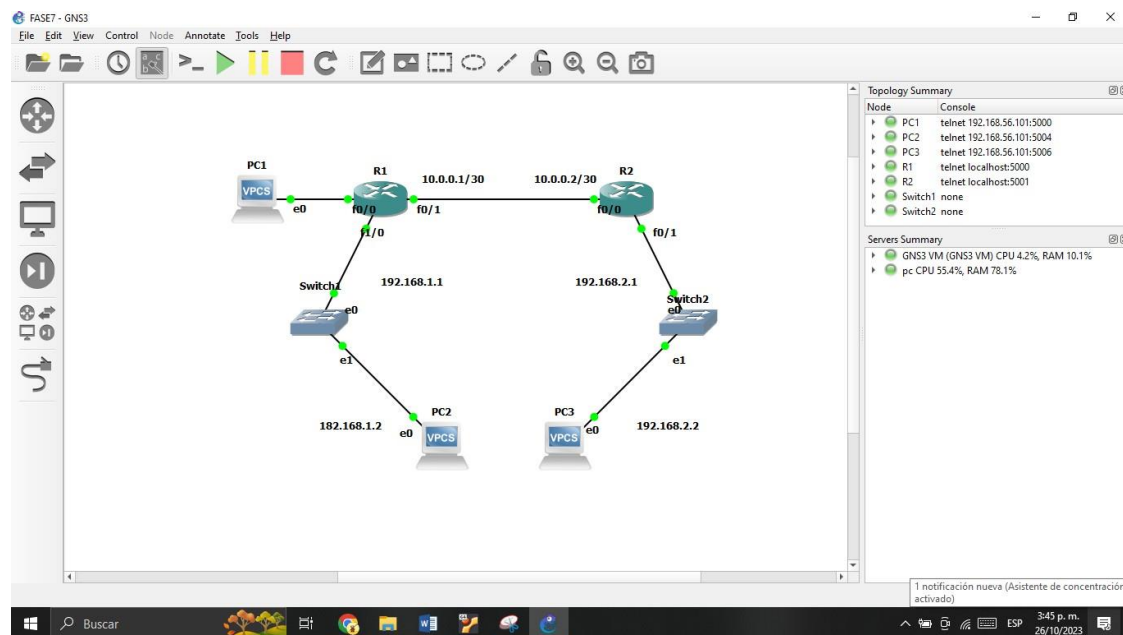 FASE7 - GNS3
File Edit View Control Node Annotate Tools Help
Topology Summary
Node Console
PC1 telnet 192.168.56.101:5000
PC2 telnet 192.168.56.101:5004
PC3 telnet 192.168.56.101:5006
R1 telnet localhost:5000
R2 telnet localhost:5001
Switch1 none
Switch2 none
Servers Summary
GNS3 VM (GNS3 VM) CPU 4.2%, RAM 10.1%
pc CPU 55.4%, RAM 78.1%
PC1
VPCS
e0
R1
f0/0
f0/1
f1/0
10.0.0.1/30
10.0.0.2/30
R2
f0/0
f0/1
192.168.1.1
192.168.2.1
Switch1
e0
e1
Switch2
e0
e1
182.168.1.2
PC2
e0
VPCS
PC3
e0
VPCS
192.168.2.2
1 notificación nueva (Asistente de concentración
activado)
Buscar
ESP
3:45 p. m.
26/10/2023